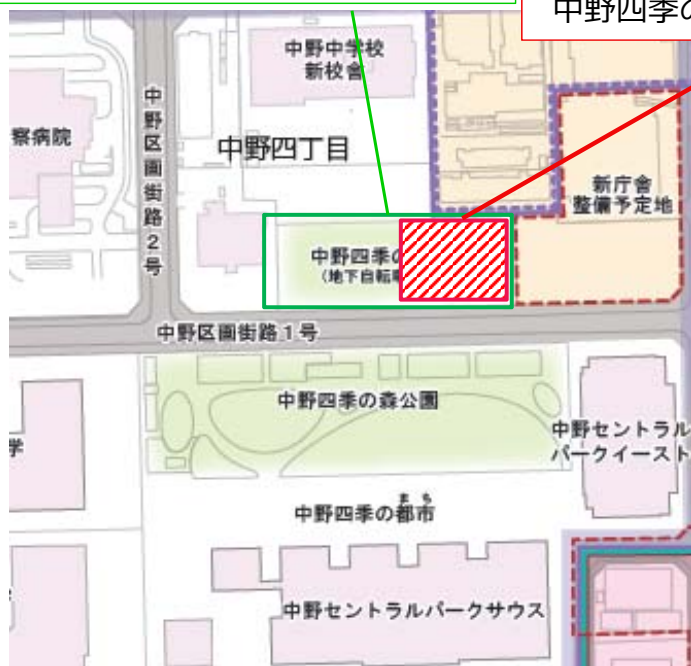 中野四季の
中野中学校
新校舎
中野区画街路2号
察病院
中野四丁目
新庁舎
整備予定地
中野四季の
（地下自転
中野区画街路1号
中野四季の森公園
中野セントラル
パークイースト
学
まち
中野四季の都市
中野セントラルパークサウス